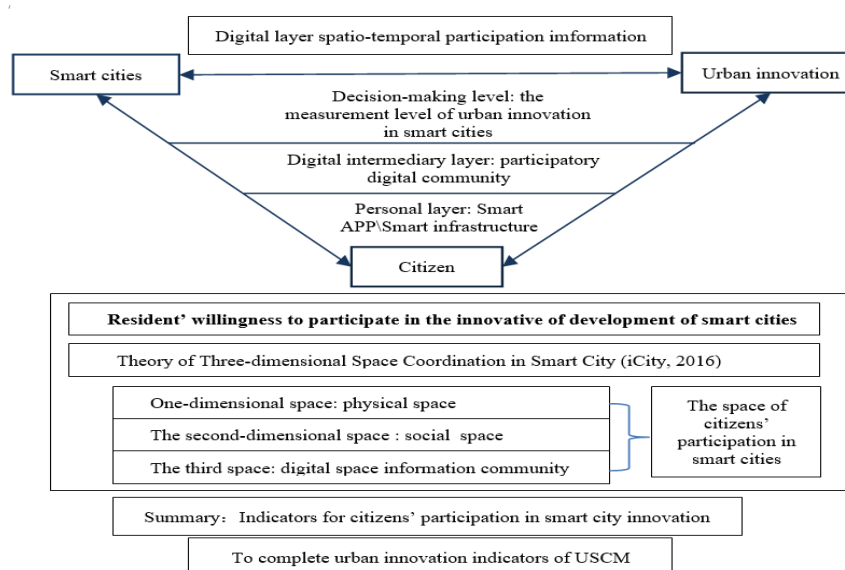 Digital layer spatio-temporal participation imformation
Smart cities
Urban innovation
Decision-making level: the
measurement level of urban innovation
in smart cities
Digital intermediary layer: participatory
digital community
Personal layer: Smart
APP\Smart infrastructure
Citizen
Resident’ willingness to participate in the innovative of development of smart cities
Theory of Three-dimensional Space Coordination in Smart City (iCity, 2016)
One-dimensional space: physical space
The second-dimensional space : social space
The third space: digital space information community
The space of
citizens’
participation in
smart cities
Summary: Indicators for citizens’ participation in smart city innovation
To complete urban innovation indicators of USCM